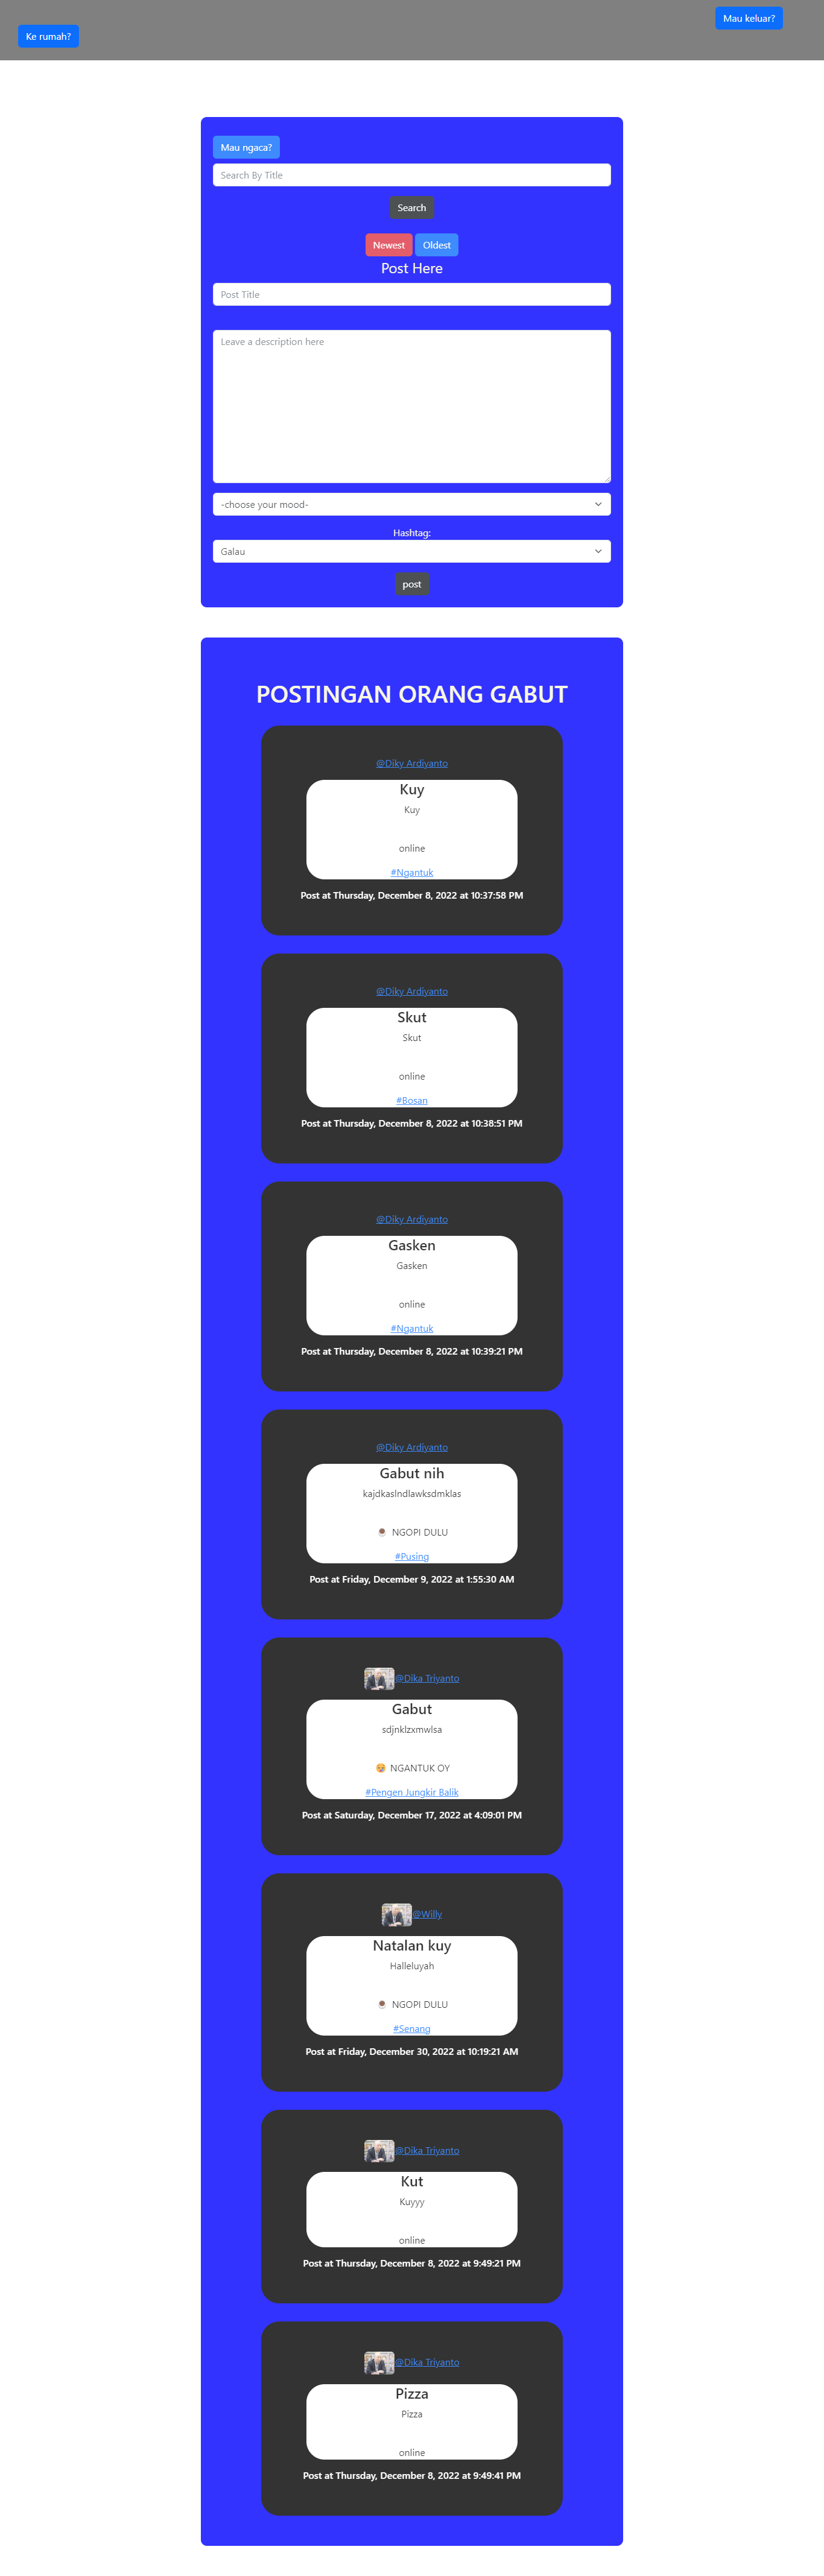 Mau keluar?
Ke rumah?
Mau ngaca?
Search By Title
Search
Newest Oldest
Post Here
Post Title
Leave a description here
-choose your mood-
Hashtag:
Galau
post
POSTINGAN ORANG GABUT
@Diky Ardiyanto
Kuy
Kuy
online
#Ngantuk
Post at Thursday, December 8, 2022 at 10:37:58 PM
@Diky Ardiyanto
Skut
Skut
online
#Bosan
Post at Thursday, December 8, 2022 at 10:38:51 PM
@Diky Ardiyanto
Gasken
Gasken
online
#Ngantuk
Post at Thursday, December 8, 2022 at 10:39:21 PM
@Diky Ardiyanto
Gabut nih
kajdkaslndlawksdmklas
☕ NGOPI DULU
#Pusing
Post at Friday, December 9, 2022 at 1:55:30 AM
@Dika Triyanto
Gabut
sdjnklzxmwlsa
🥱 NGANTUK OY
#Pengen Jungkir Balik
Post at Saturday, December 17, 2022 at 4:09:01 PM
@Willy
Natalan kuy
Halleluyah
☕ NGOPI DULU
#Senang
Post at Friday, December 30, 2022 at 10:19:21 AM
@Dika Triyanto
Kut
Kuyyy
online
Post at Thursday, December 8, 2022 at 9:49:21 PM
@Dika Triyanto
Pizza
Pizza
online
Post at Thursday, December 8, 2022 at 9:49:41 PM